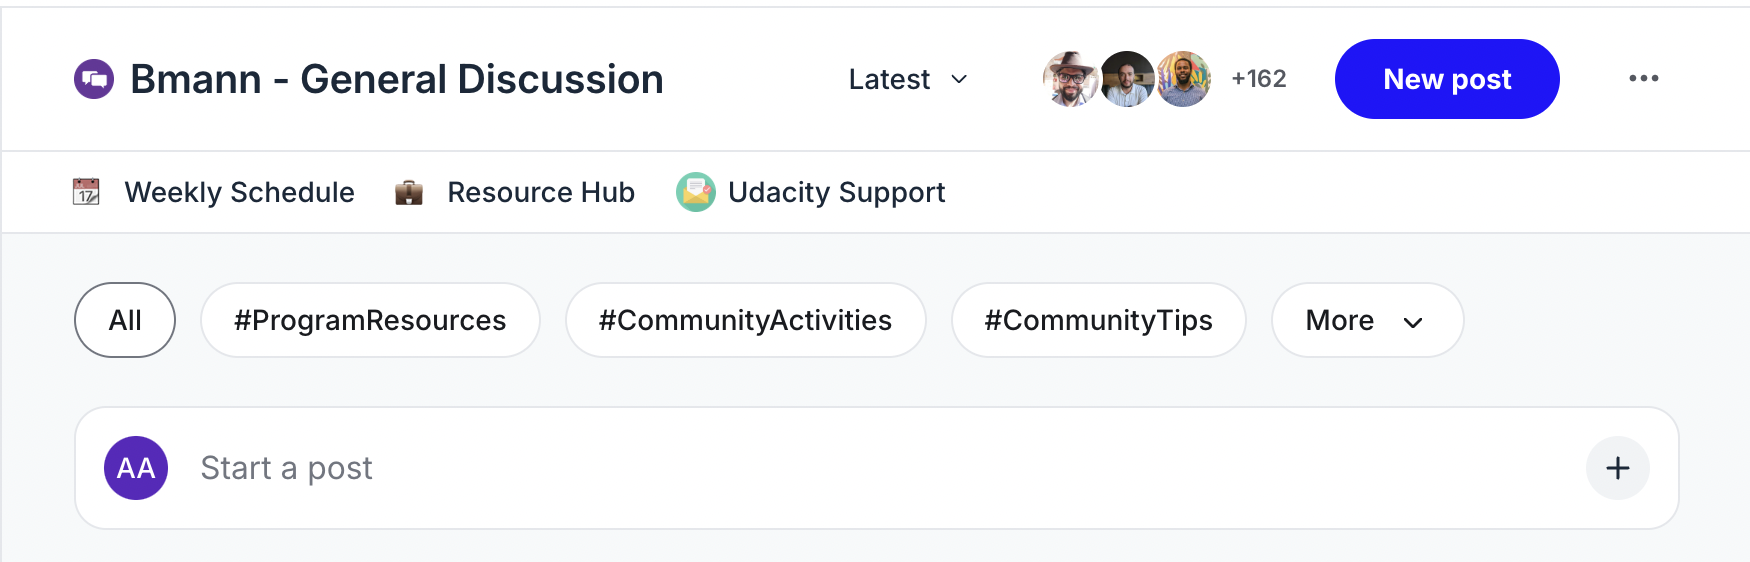 Bmann - General Discussion
Latest
+162
New post
17
Weekly Schedule
Resource Hub
Udacity Support
All
#ProgramResources
#CommunityActivities
#CommunityTips
More
AA
Start a post